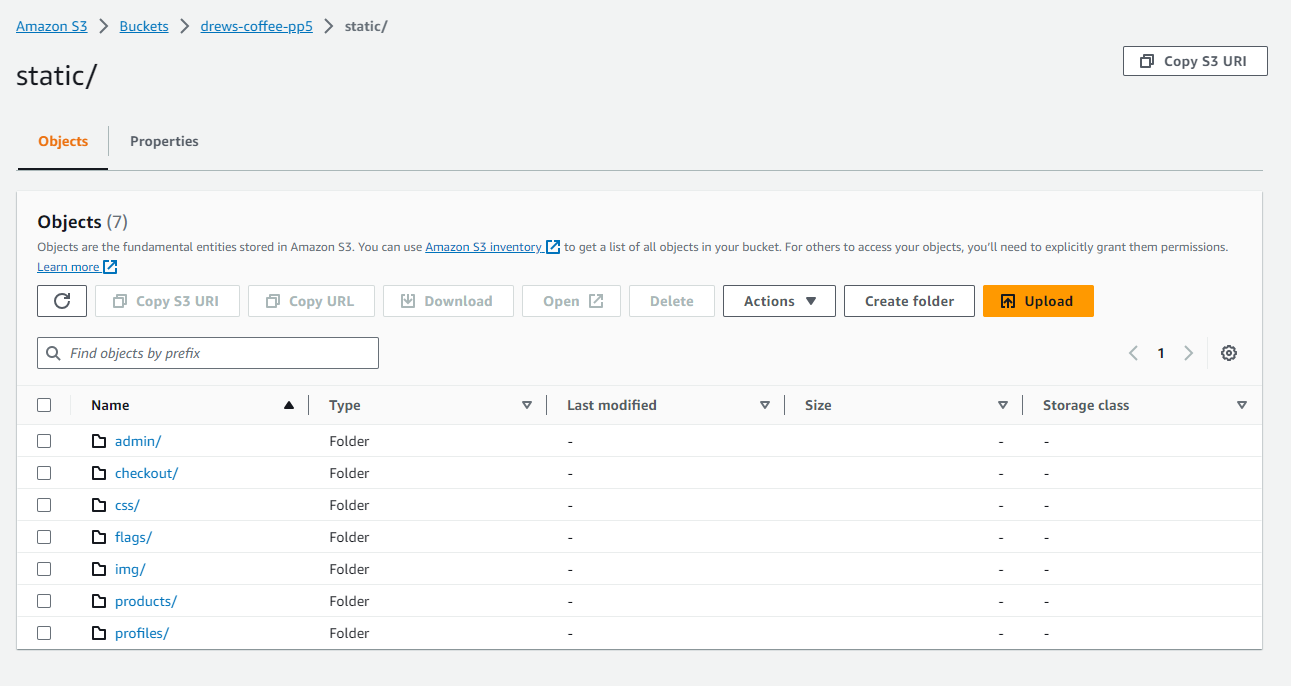 Amazon S3 > Buckets > drews-coffee-pp5 > static/
static/
Copy S3 URI
Objects Properties
Objects (7)
Objects are the fundamental entities stored in Amazon S3. You can use Amazon S3 inventory to get a list of all objects in your bucket. For others to access your objects, you'll need to explicitly grant them permissions.
Learn more
Copy S3 URI Copy URL Download Open Delete Actions Create folder Upload
Find objects by prefix
1
Name Type Last modified Size Storage class
admin/ Folder - - -
checkout/ Folder - - -
css/ Folder - - -
flags/ Folder - - -
img/ Folder - - -
products/ Folder - - -
profiles/ Folder - - -